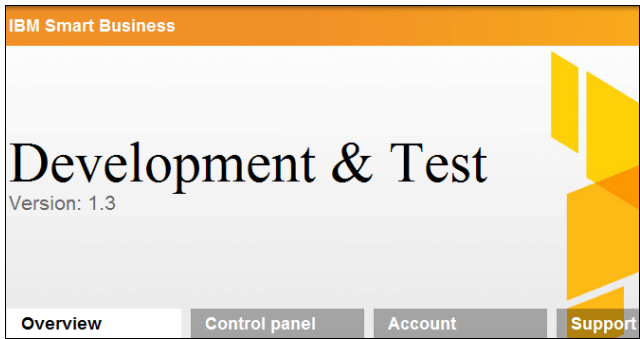 IBM Smart Business
Development & Test
Version: 1.3
Overview Control panel Account Support